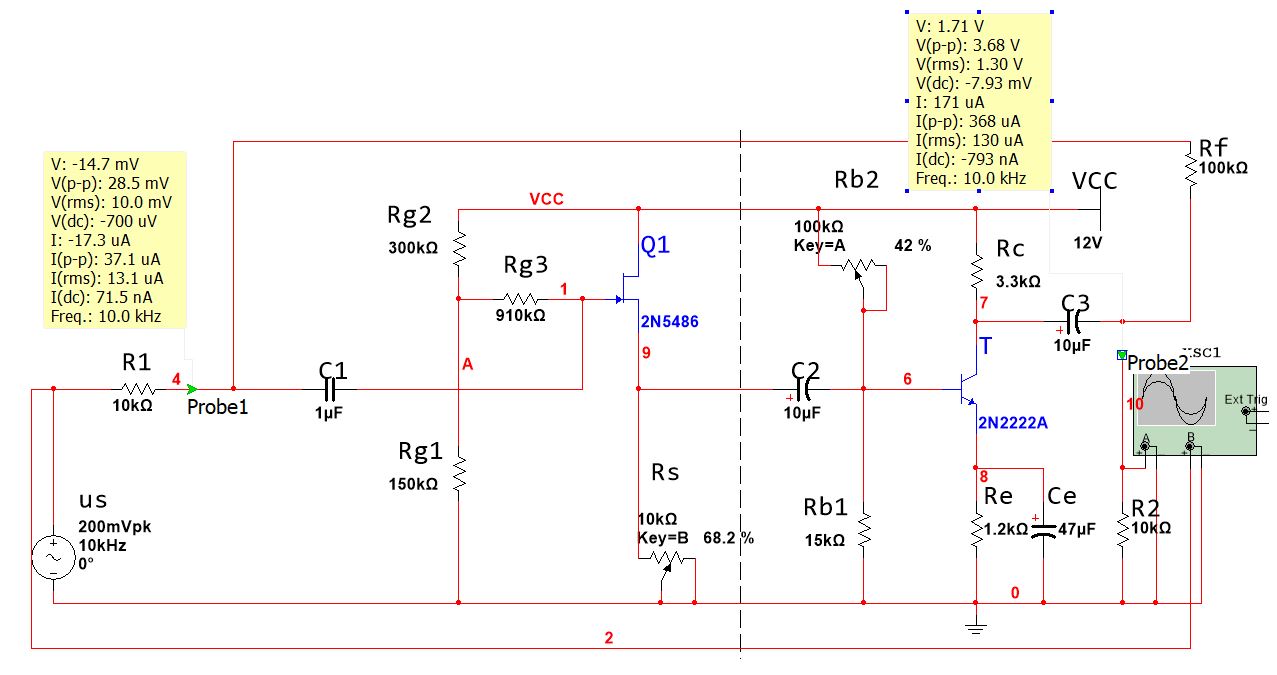 V: 1.71 V
V(p-p): 3.68 V
V(rms): 1.30 V
V(dc): -7.93 mV
I: 171 uA
I(p-p): 368 uA
I(rms): 130 uA
I(dc): -793 nA
Freq.: 10.0 kHz
V: -14.7 mV
V(p-p): 28.5 mV
V(rms): 10.0 mV
V(dc): -700 uV
I: -17.3 uA
I(p-p): 37.1 uA
I(rms): 13.1 uA
I(dc): 71.5 nA
Freq.: 10.0 kHz
Rf
100kΩ
Rb2
100kΩ
Key=A
42 %
VCC
12V
VCC
Rg2
300kΩ
Q1
2N5486
Rg3
910kΩ
1
Rc
3.3kΩ
7
C3
+
10µF
T
2N2222A
9
A
R1
10kΩ
4
Probe1
C1
1µF
C2
+
10µF
6
Probe2
SC1
Ext Trig
+
A
B
10
Rg1
150kΩ
Rs
10kΩ
Key=B
68.2 %
Rb1
15kΩ
8
Re
1.2kΩ
Ce
+
47µF
R2
10kΩ
us
200mVpk
10kHz
0°
0
2